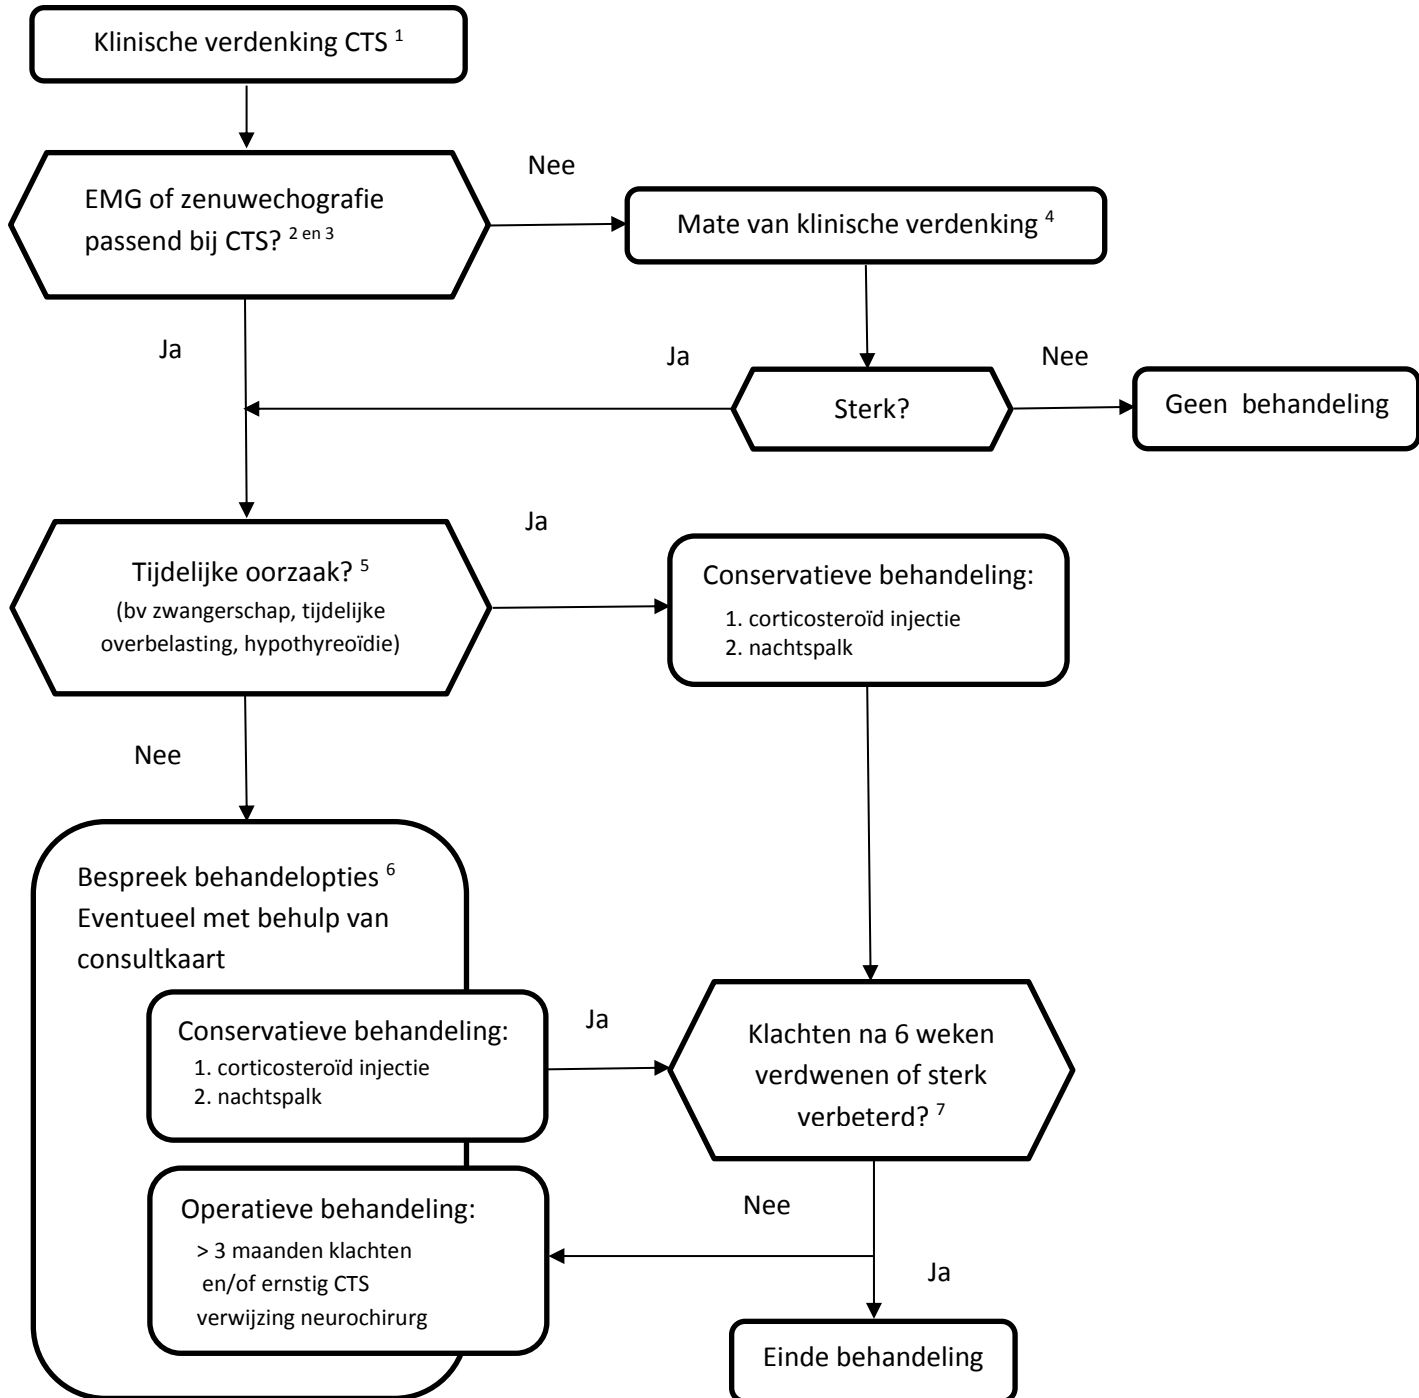 Klinische verdenking CTS 1
EMG of zenuwechografie
passend bij CTS? 2 en 3
Nee
Mate van klinische verdenking 4
Ja
Ja
Nee
Sterk?
Geen behandeling
Tijdelijke oorzaak? 5
(bv zwangerschap, tijdelijke
overbelasting, hypothyreoïdie)
Ja
Conservatieve behandeling:
1. corticosteroïd injectie
2. nachtspalk
Nee
Bespreek behandelopties 6
Eventueel met behulp van
consultkaart
Conservatieve behandeling:
1. corticosteroïd injectie
2. nachtspalk
Ja
Klachten na 6 weken
verdwenen of sterk
verbeterd? 7
Operatieve behandeling:
> 3 maanden klachten
en/of ernstig CTS
verwijzing neurochirurg
Nee
Ja
Einde behandeling